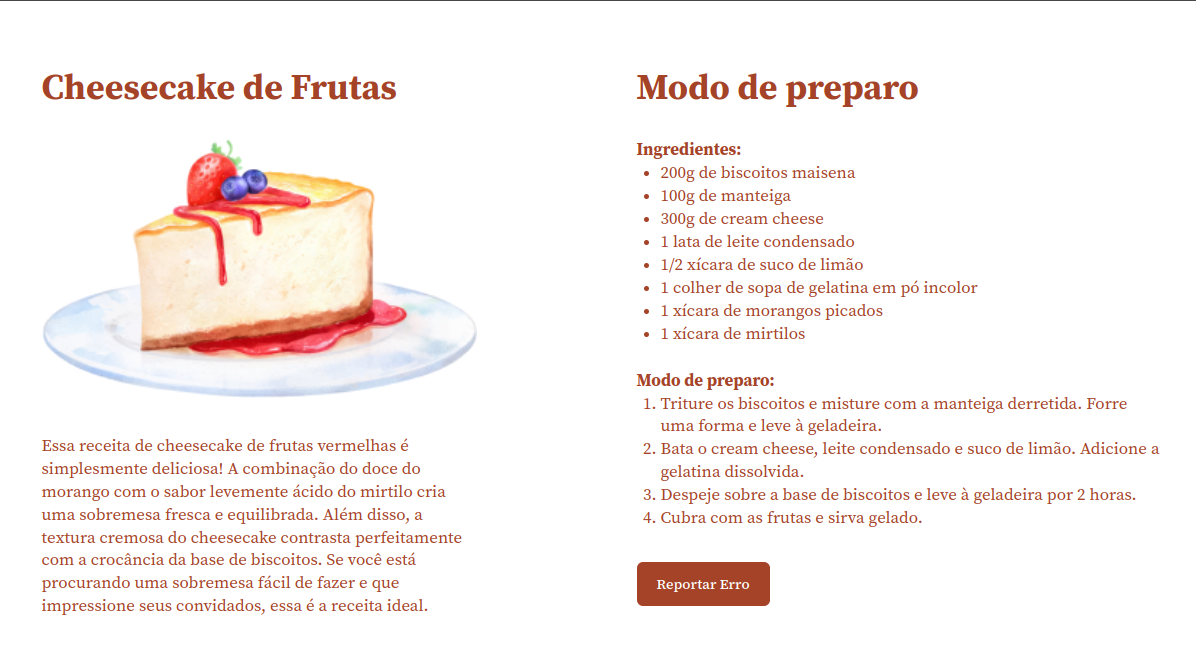 Cheesecake de Frutas
Essa receita de cheesecake de frutas vermelhas é
simplesmente deliciosa! A combinação do doce do
morango com o sabor levemente ácido do mirtilo cria
uma sobremesa fresca e equilibrada. Além disso, a
textura cremosa do cheesecake contrasta perfeitamente
com a crocância da base de biscoitos. Se você está
procurando uma sobremesa fácil de fazer e que
impressione seus convidados, essa é a receita ideal.
Modo de preparo
Ingredientes:
• 200g de biscoitos maisena
• 100g de manteiga
• 300g de cream cheese
• 1 lata de leite condensado
• 1/2 xícara de suco de limão
• 1 colher de sopa de gelatina em pó incolor
• 1 xícara de morangos picados
• 1 xícara de mirtilos
Modo de preparo:
1. Triture os biscoitos e misture com a manteiga derretida. Forre
uma forma e leve à geladeira.
2. Bata o cream cheese, leite condensado e suco de limão. Adicione a
gelatina dissolvida.
3. Despeje sobre a base de biscoitos e leve à geladeira por 2 horas.
4. Cubra com as frutas e sirva gelado.
Reportar Erro